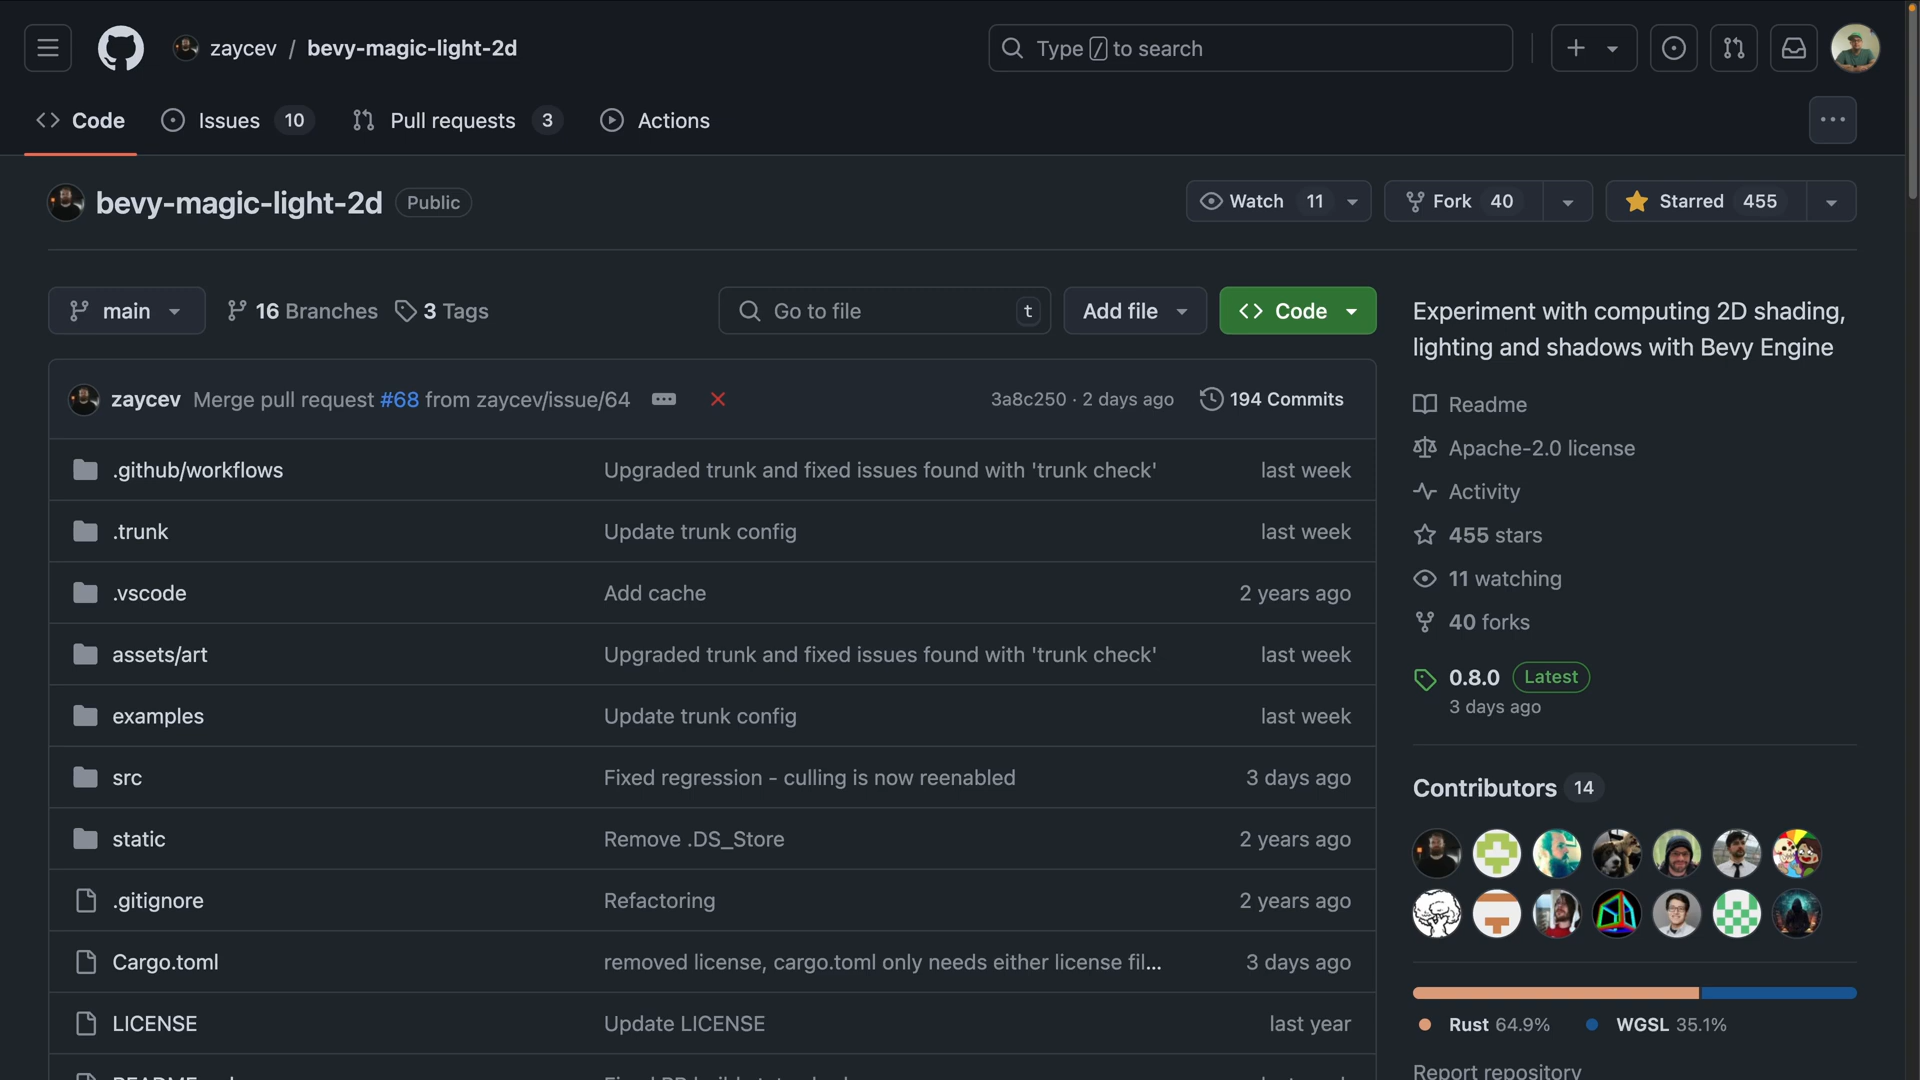 zaycev / bevy-magic-light-2d
Type / to search
Code
Issues 10
Pull requests 3
Actions
bevy-magic-light-2d Public
Watch 11
Fork 40
Starred 455
main
16 Branches
3 Tags
Go to file t
Add file
Code
zaycev Merge pull request #68 from zaycev/issue/64
3a8c250 · 2 days ago
194 Commits
.github/workflows Upgraded trunk and fixed issues found with 'trunk check' last week
.trunk Update trunk config last week
.vscode Add cache 2 years ago
assets/art Upgraded trunk and fixed issues found with 'trunk check' last week
examples Update trunk config last week
src Fixed regression - culling is now reenabled 3 days ago
static Remove .DS_Store 2 years ago
.gitignore Refactoring 2 years ago
Cargo.toml removed license, cargo.toml only needs either license fil... 3 days ago
LICENSE Update LICENSE last year
Experiment with computing 2D shading,
lighting and shadows with Bevy Engine
Readme
Apache-2.0 license
Activity
455 stars
11 watching
40 forks
0.8.0 Latest
3 days ago
Contributors 14
Rust 64.9% WGSL 35.1%
Report repository